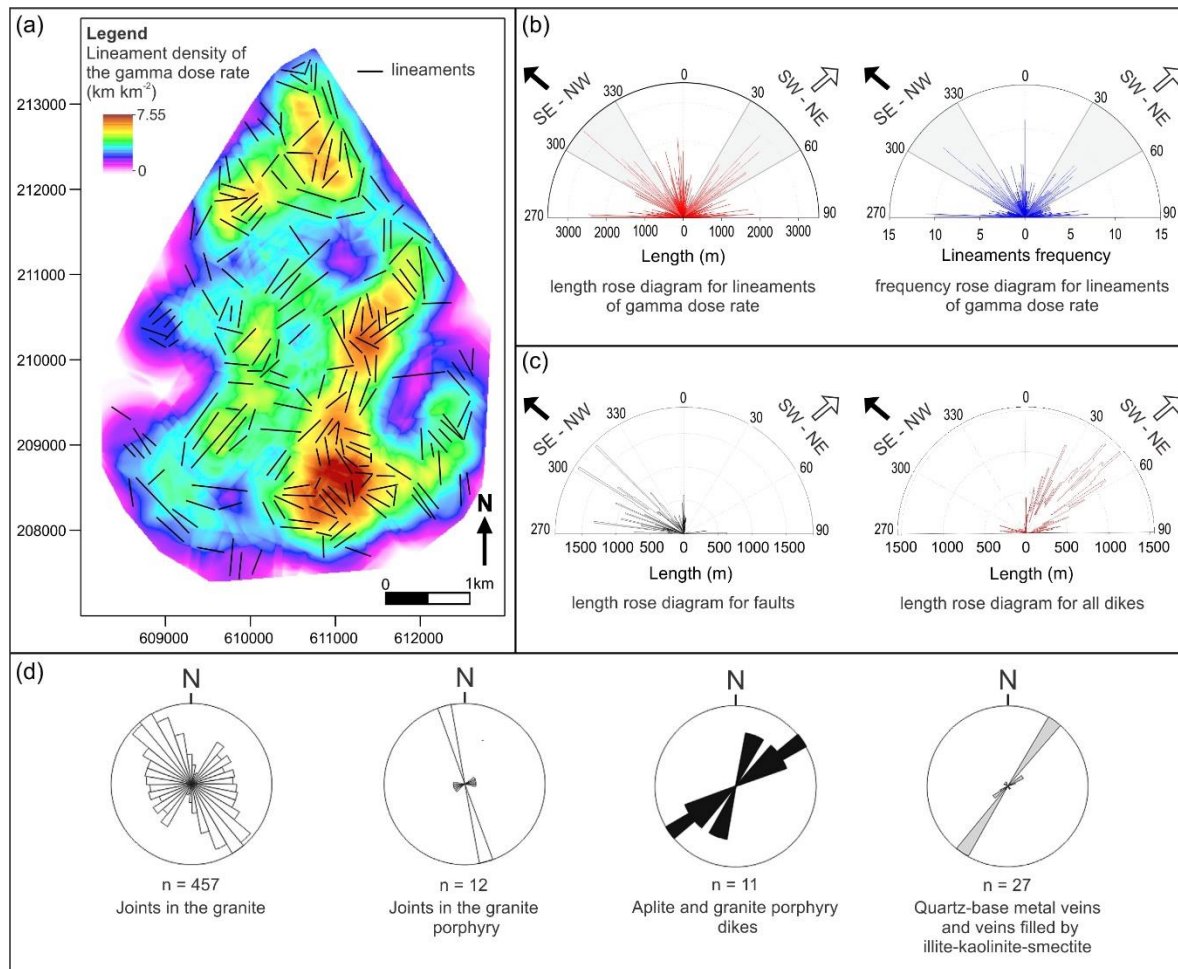 (a)
Legend
Lineament density of
the gamma dose rate
(km km-2)
7.55
0
lineaments
213000
212000
211000
210000
209000
208000
N
0 1km
609000 610000 611000 612000
(b)
SE - NW
SW - NE
0
330 30
300 60
270 90
3000 2000 1000 0 1000 2000 3000
Length (m)
length rose diagram for lineaments
of gamma dose rate
SE - NW
SW - NE
0
330 30
300 60
270 90
15 10 5 0 5 10 15
Lineaments frequency
frequency rose diagram for lineaments
of gamma dose rate
(c)
SE - NW
SW - NE
0
330 30
300 60
270 90
1500 1000 500 0 500 1000 1500
Length (m)
length rose diagram for faults
SE - NW
SW - NE
0
330 30
300 60
270 90
1500 1000 500 0 500 1000 1500
Length (m)
length rose diagram for all dikes
(d)
N
n = 457
Joints in the granite
N
n = 12
Joints in the granite
porphyry
N
n = 11
Aplite and granite porphyry
dikes
N
n = 27
Quartz-base metal veins
and veins filled by
illite-kaolinite-smectite